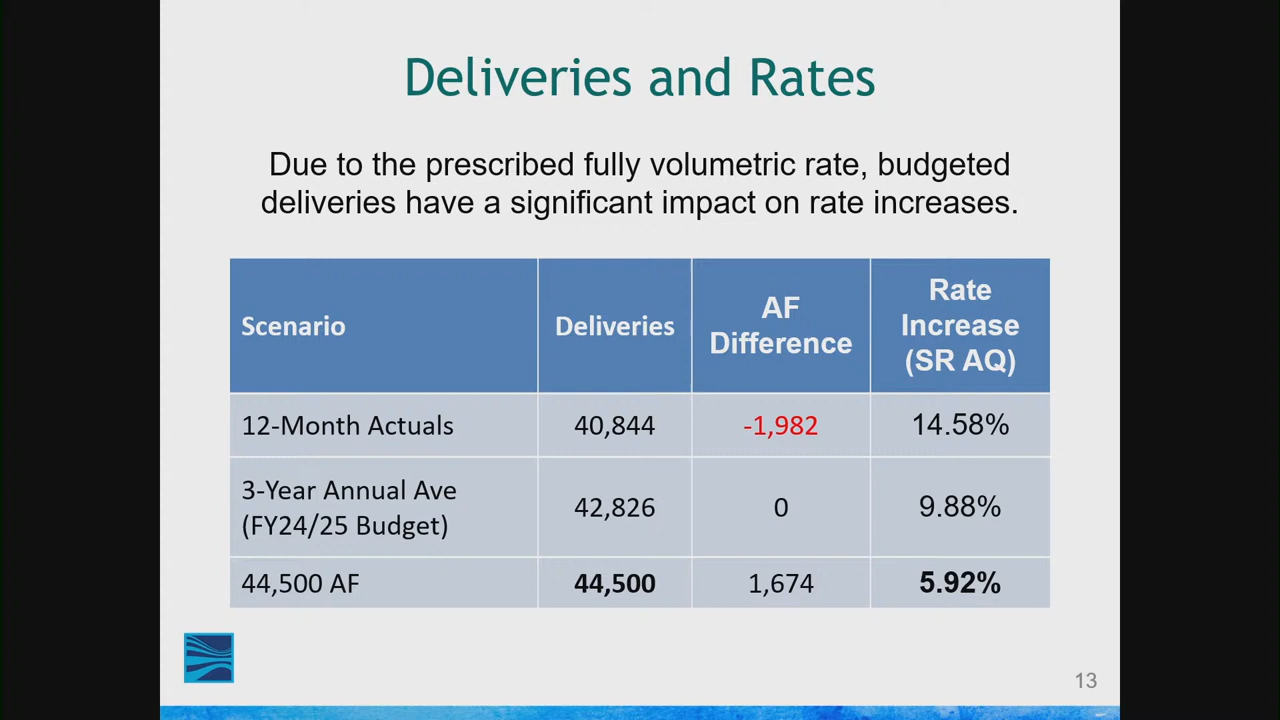 Deliveries and Rates
Due to the prescribed fully volumetric rate, budgeted
deliveries have a significant impact on rate increases.
Scenario
Deliveries
AF
Difference
Rate
Increase
(SR AQ)
12-Month Actuals
40,844
-1,982
14.58%
3-Year Annual Ave
(FY24/25 Budget)
42,826
0
9.88%
44,500 AF
44,500
1,674
5.92%
13